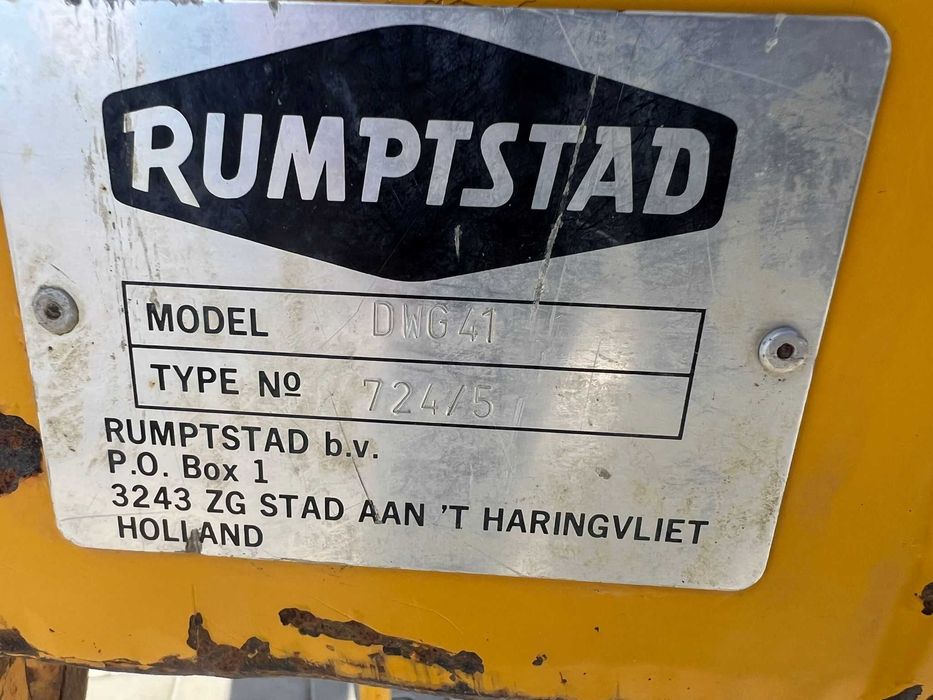 RUMPTSTAD
MODEL DWG41
TYPE Nº 724/5
RUMPTSTAD b.v.
P.O. Box 1
3243 ZG STAD AAN 'T HARINGVLIET
HOLLAND